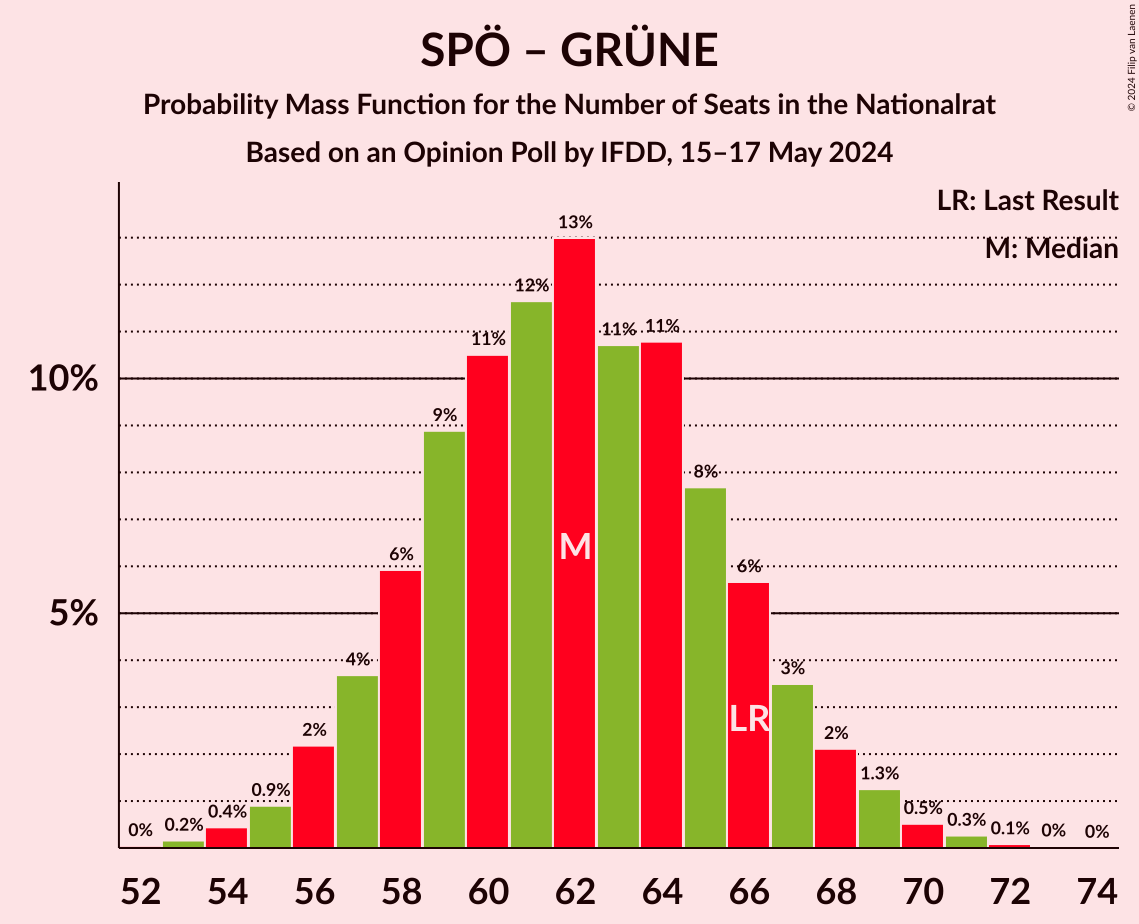 SPÖ – GRÜNE
Probability Mass Function for the Number of Seats in the Nationalrat
Based on an Opinion Poll by IFDD, 15–17 May 2024
© 2024 Filip van Laenen
LR: Last Result
M: Median
10%
5%
0%
0.2%
0.4%
0.9%
2%
4%
6%
9%
11%
12%
13%
11%
11%
8%
6%
3%
2%
1.3%
0.5%
0.3%
0.1%
0%
0%
M
LR
52 54 56 58 60 62 64 66 68 70 72 74